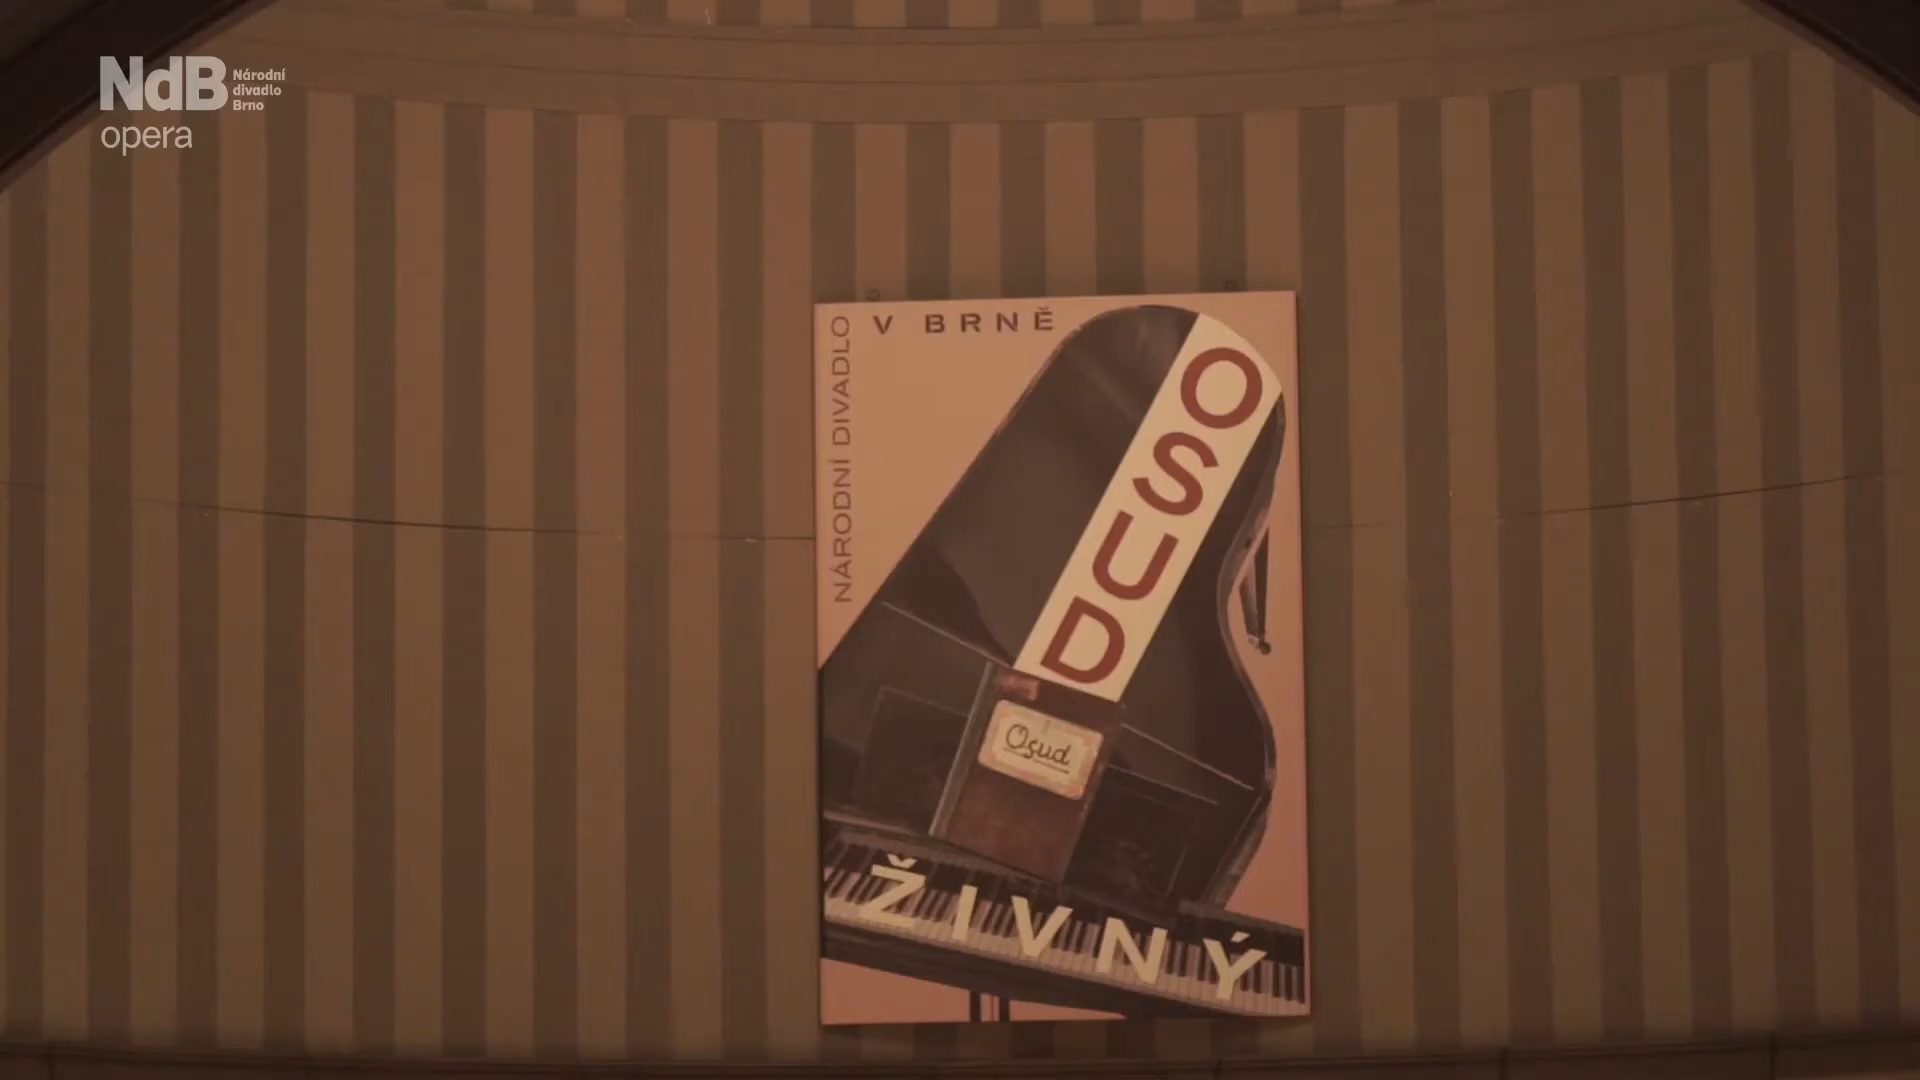 NdB
Národní
divadlo
Brno
opera
NÁRODNÍ DIVADLO
V BRNĚ
OSUD
Osud
ŽIVNÝ